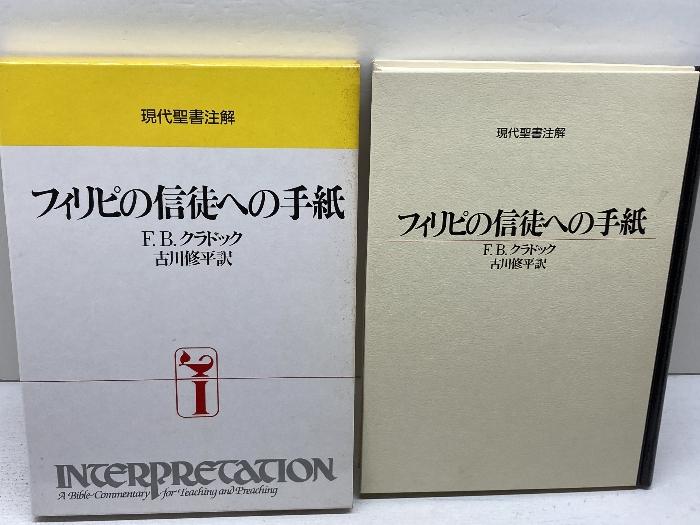 現代聖書注解
フィリピの信徒への手紙
F. B. クラドック
古川修平訳
I
INTERPRETATION
A Bible Commentary for Teaching and Preaching
現代聖書注解
フィリピの信徒への手紙
F. B. クラドック
古川修平訳